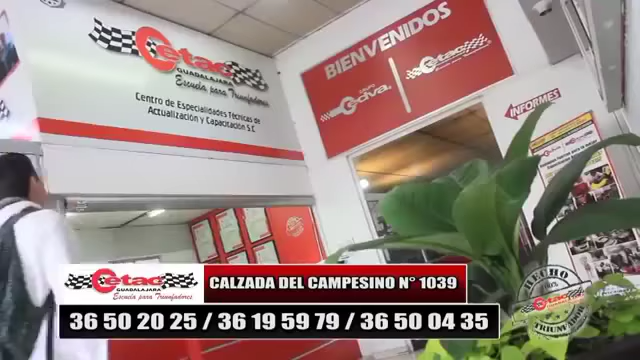 Cetac
GUADALAJARA
Escuela para Triunfadores
Centro de Especialidades Técnicas de
Actualización y Capacitación S.C.
BIENVENIDOS
GRUPO
Cetac
INFORMES
Cetac
GUADALAJARA
Escuela para Triunfadores
CALZADA DEL CAMPESINO N° 1039
36 50 20 25 / 36 19 59 79 / 36 50 04 35
HECHO
100%
Cetac
TRIUNFADOR